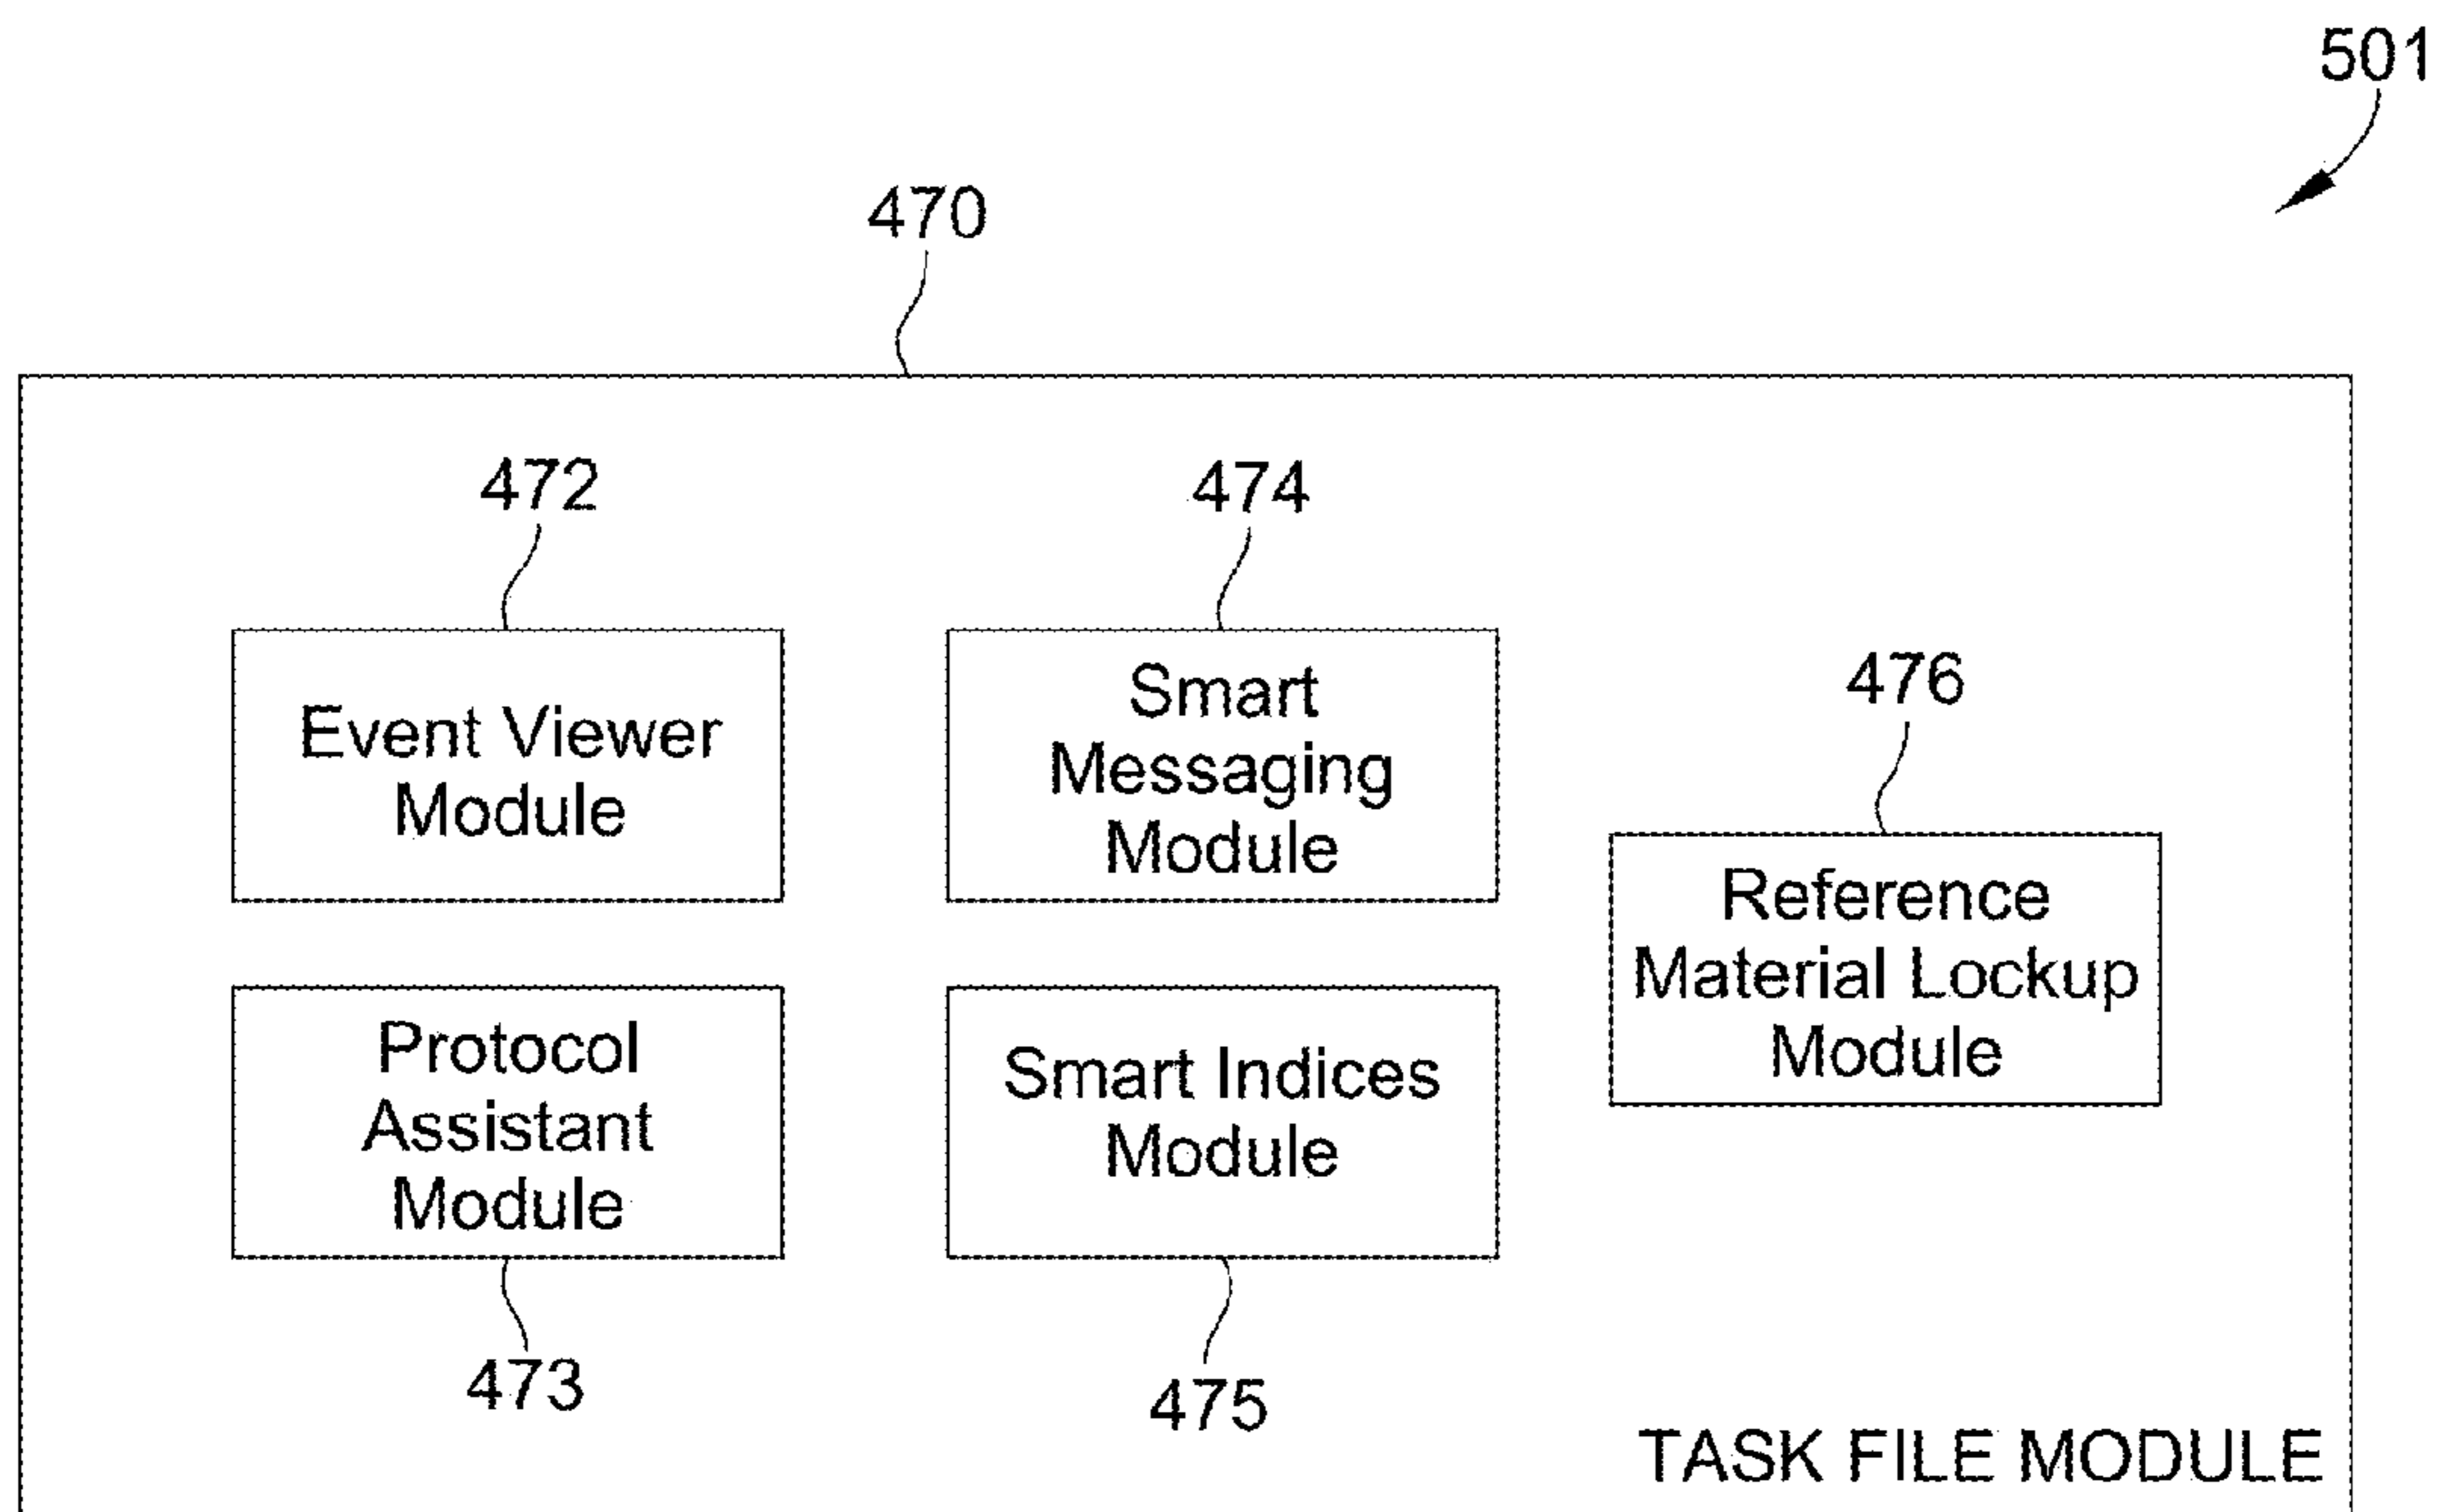 501
470
472
474
476
Event Viewer
Module
Smart
Messaging
Module
Reference
Material Lockup
Module
Protocol
Assistant
Module
Smart Indices
Module
473
475
TASK FILE MODULE